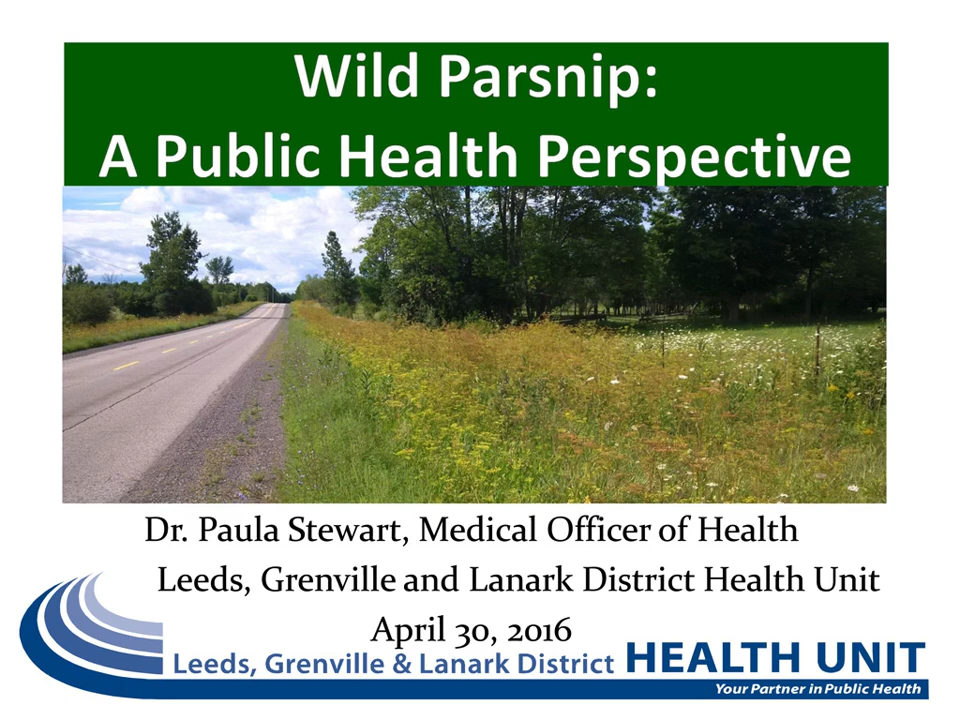 Wild Parsnip:
A Public Health Perspective
Dr. Paula Stewart, Medical Officer of Health
Leeds, Grenville and Lanark District Health Unit
April 30, 2016
Leeds, Grenville & Lanark District HEALTH UNIT
Your Partner in Public Health